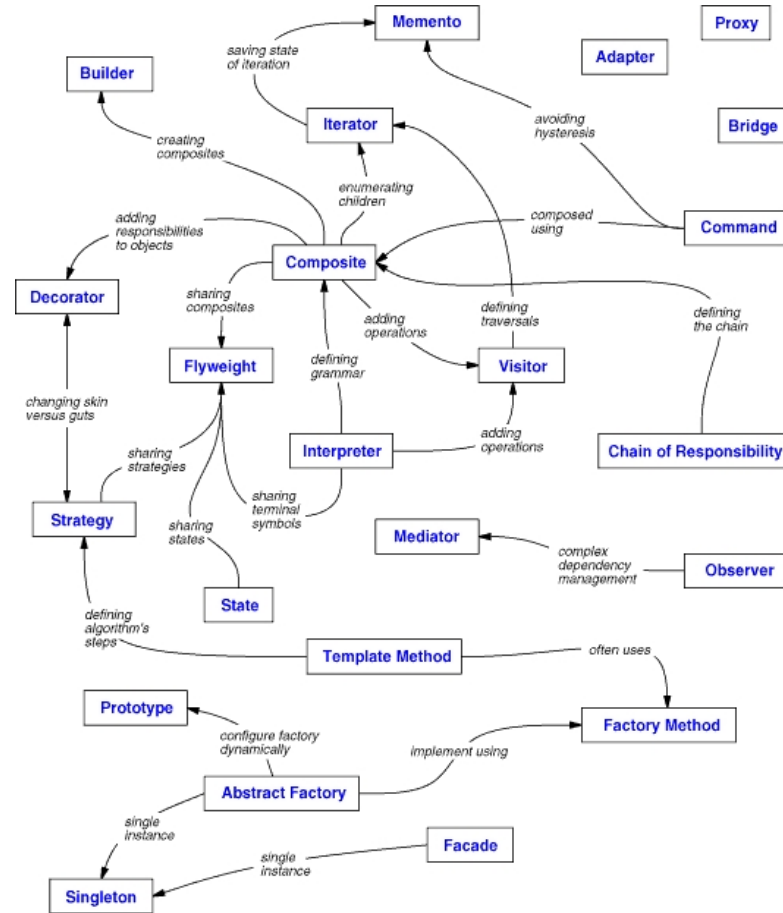 Memento
Proxy
saving state
of iteration
Adapter
Builder
Iterator
avoiding
hysteresis
Bridge
creating
composites
enumerating
children
adding
responsibilities
to objects
composed
using
Command
Composite
Decorator
sharing
composites
adding
operations
defining
traversals
defining
the chain
Flyweight
defining
grammar
Visitor
changing skin
versus guts
sharing
strategies
Interpreter
adding
operations
Chain of Responsibility
Strategy
sharing
terminal
symbols
sharing
states
Mediator
complex
dependency
management
Observer
State
defining
algorithm's
steps
Template Method
often uses
Prototype
configure factory
dynamically
implement using
Factory Method
Abstract Factory
single
instance
Facade
single
instance
Singleton